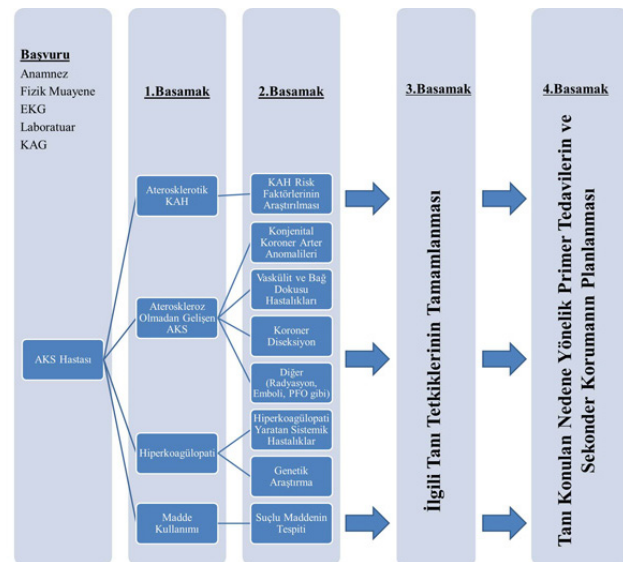 Başvuru
Anamnez
Fizik Muayene
EKG
Laboratuar
KAG
AKS Hastası
1.Basamak
Aterosklerotik
KAH
Ateroskleroz
Olmadan Gelişen
AKS
Hiperkoagülopati
Madde
Kullanımı
2.Basamak
KAH Risk
Faktörlerinin
Araştırılması
Konjenital
Koroner Arter
Anomalileri
Vaskülit ve Bağ
Dokusu
Hastalıkları
Koroner
Diseksiyon
Diğer
(Radyasyon,
Emboli, PFO gibi)
Hiperkoagülopati
Yaratan Sistemik
Hastalıklar
Genetik
Araştırma
Suçlu Maddenin
Tespiti
3.Basamak
İlgili Tanı Tetkiklerinin Tamamlanması
4.Basamak
Tanı Konulan Nedene Yönelik Primer Tedavilerin ve
Sekonder Korumanın Planlanması